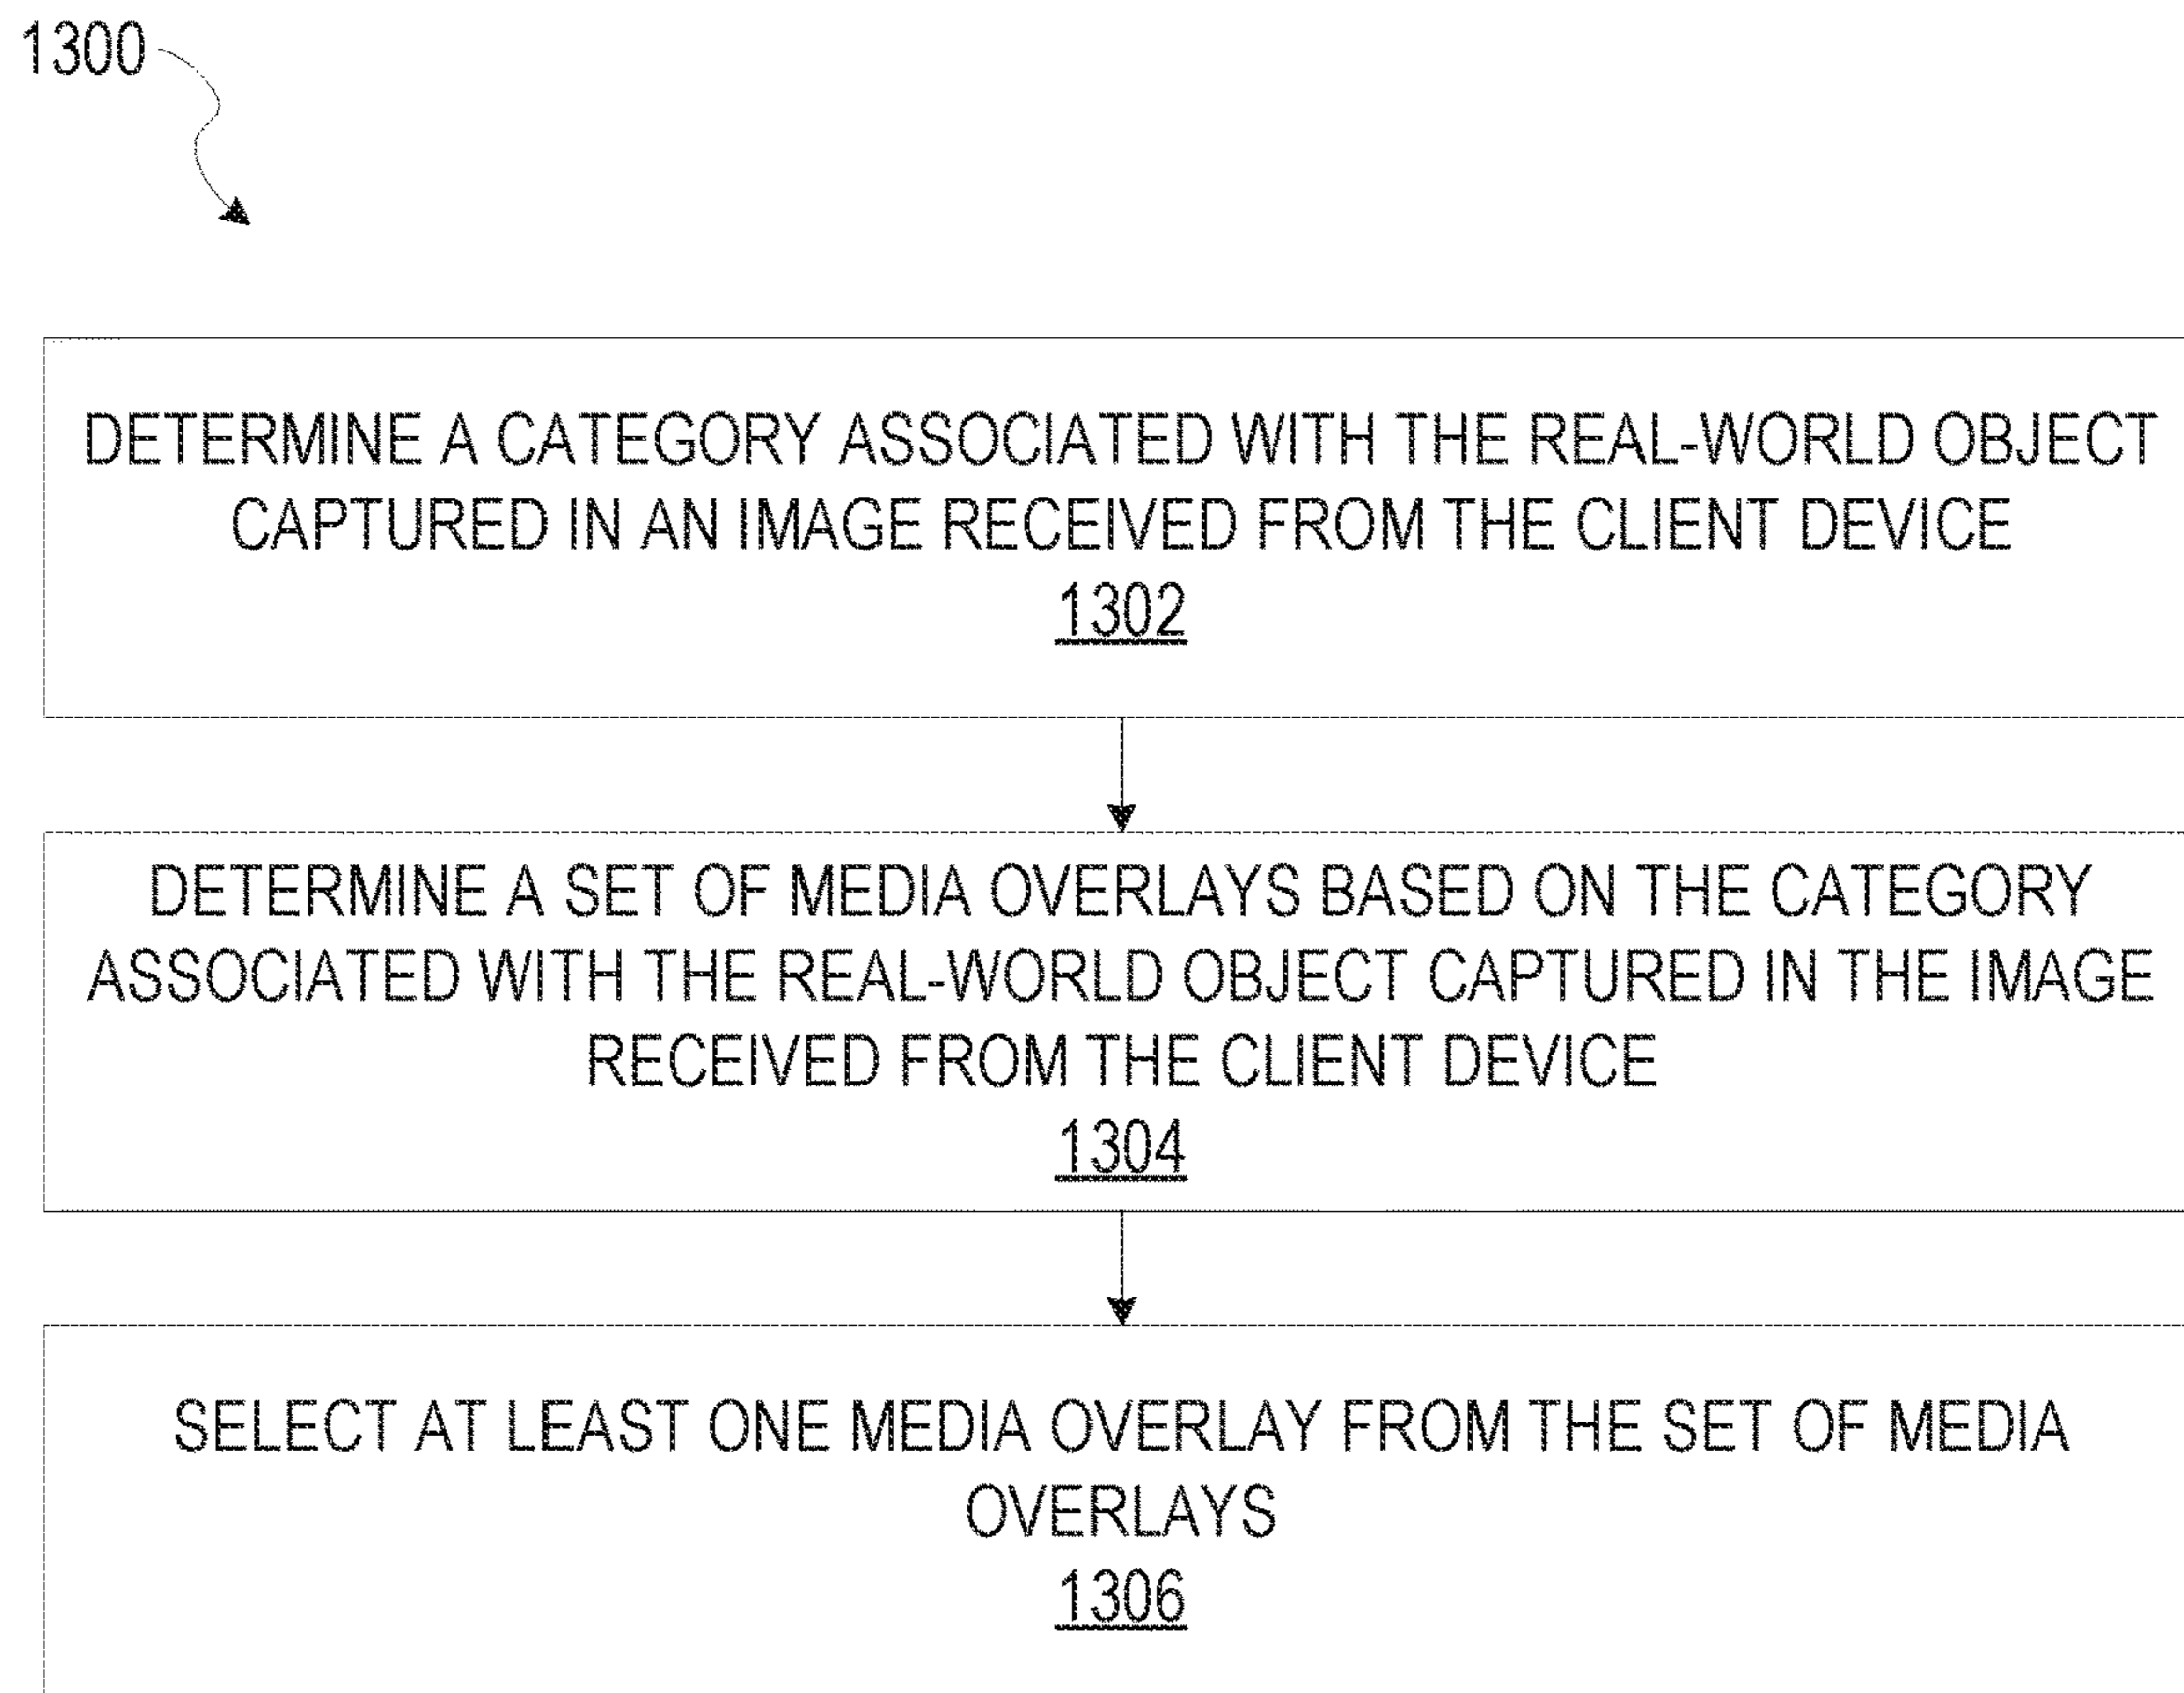 1300
DETERMINE A CATEGORY ASSOCIATED WITH THE REAL-WORLD OBJECT
CAPTURED IN AN IMAGE RECEIVED FROM THE CLIENT DEVICE
1302
DETERMINE A SET OF MEDIA OVERLAYS BASED ON THE CATEGORY
ASSOCIATED WITH THE REAL-WORLD OBJECT CAPTURED IN THE IMAGE
RECEIVED FROM THE CLIENT DEVICE
1304
SELECT AT LEAST ONE MEDIA OVERLAY FROM THE SET OF MEDIA
OVERLAYS
1306